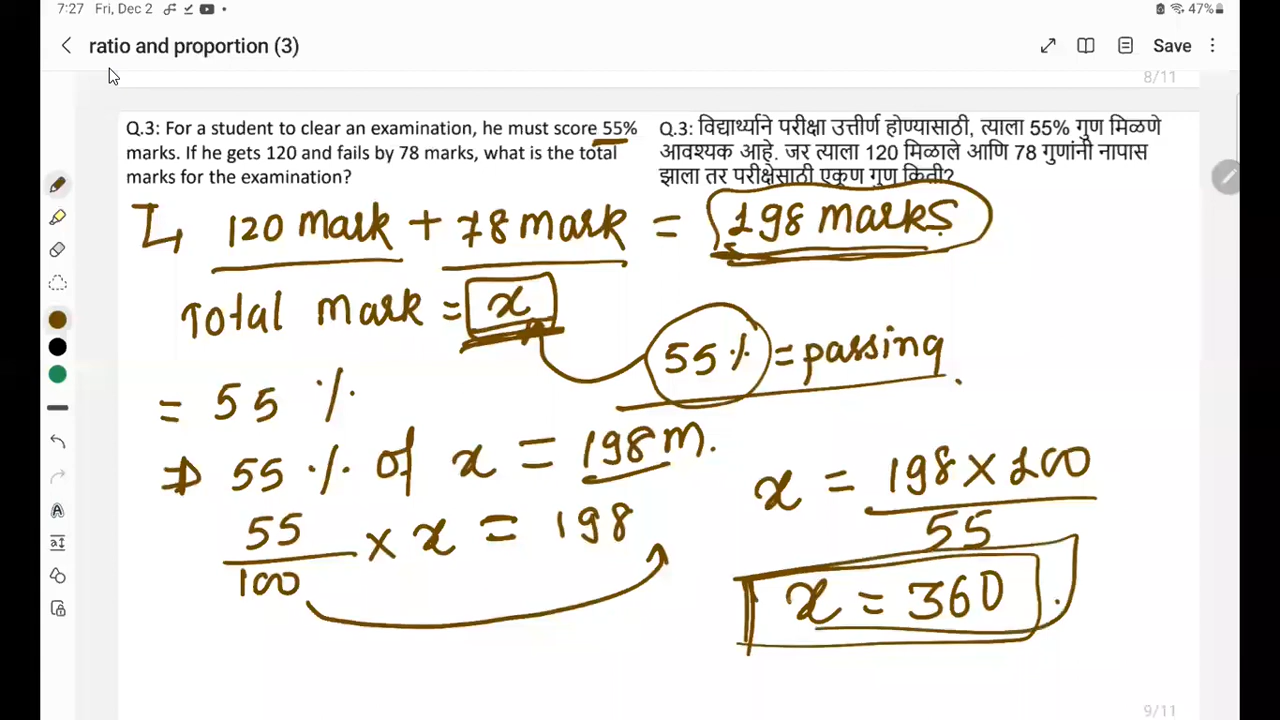 7:27 Fri, Dec 2 47%
ratio and proportion (3) Save
8/11
Q.3: For a student to clear an examination, he must score 55%
marks. If he gets 120 and fails by 78 marks, what is the total
marks for the examination?
Q.3: विद्यार्थ्याने परीक्षा उत्तीर्ण होण्यासाठी, त्याला 55% गुण मिळणे
आवश्यक आहे. जर त्याला 120 मिळाले आणि 78 गुणांनी नापास
झाला तर परीक्षेसाठी एकूण गुण किती?
120 mark + 78 mark = 198 marks
Total mark = x
55% = passing
= 55 %
⇒ 55 % of x = 198 m.
55/100 × x = 198
x = 198 × 100 / 55
x = 360
9/11